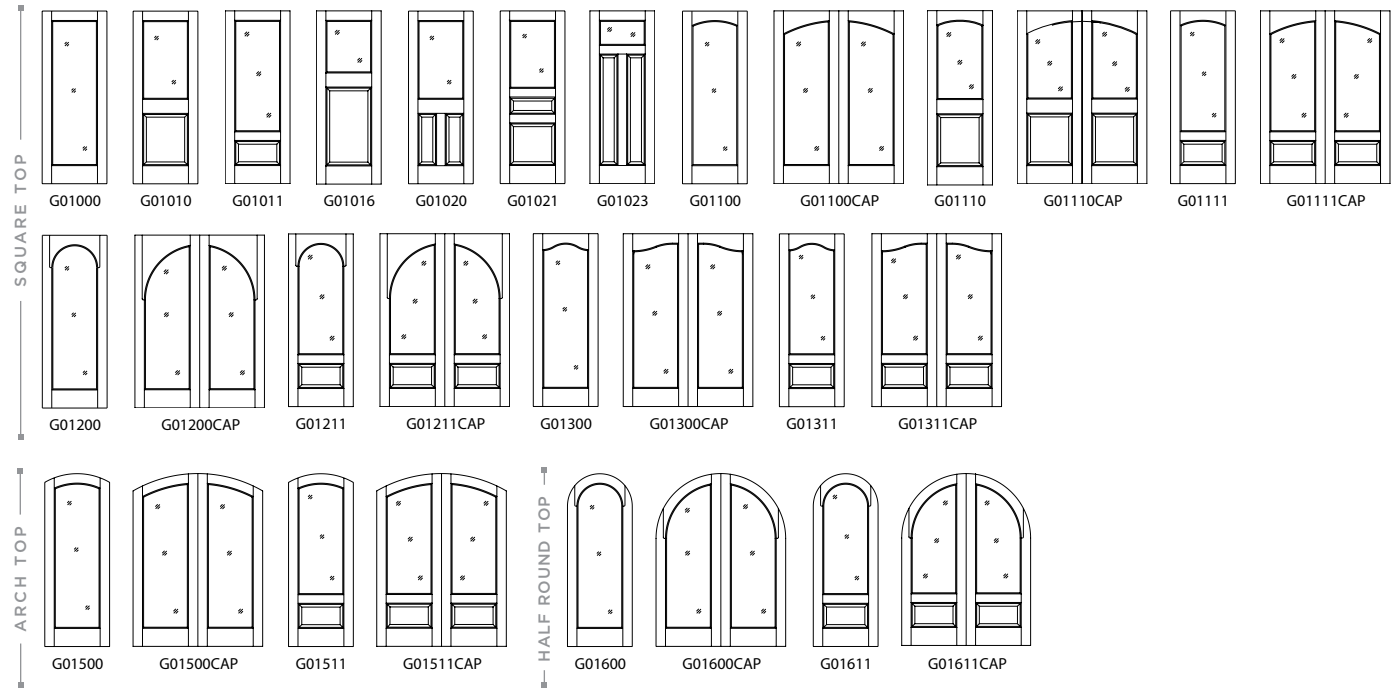 SQUARE TOP
G01000 G01010 G01011 G01016 G01020 G01021 G01023 G01100 G01100CAP G01110 G01110CAP G01111 G01111CAP
G01200 G01200CAP G01211 G01211CAP G01300 G01300CAP G01311 G01311CAP
ARCH TOP
G01500 G01500CAP G01511 G01511CAP
HALF ROUND TOP
G01600 G01600CAP G01611 G01611CAP